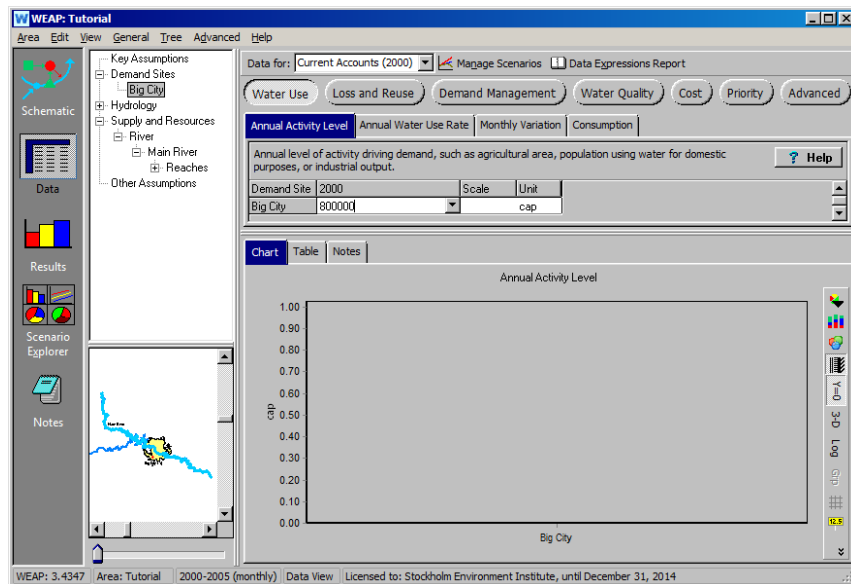 WEAP: Tutorial
Area Edit View General Tree Advanced Help
Schematic
Data
Results
Scenario
Explorer
Notes
Key Assumptions
Demand Sites
Big City
Hydrology
Supply and Resources
River
Main River
Reaches
Other Assumptions
Data for: Current Accounts (2000) Manage Scenarios Data Expressions Report
Water Use Loss and Reuse Demand Management Water Quality Cost Priority Advanced
Annual Activity Level Annual Water Use Rate Monthly Variation Consumption
Annual level of activity driving demand, such as agricultural area, population using water for domestic
purposes, or industrial output.
? Help
Demand Site 2000 Scale Unit
Big City 800000 cap
Chart Table Notes
Annual Activity Level
1.00
0.90
0.80
0.70
0.60
0.50
0.40
0.30
0.20
0.10
0.00
cap
Big City
Y=0
3-D
Log
Grp
12.5
WEAP: 3.4347 Area: Tutorial 2000-2005 (monthly) Data View Licensed to: Stockholm Environment Institute, until December 31, 2014